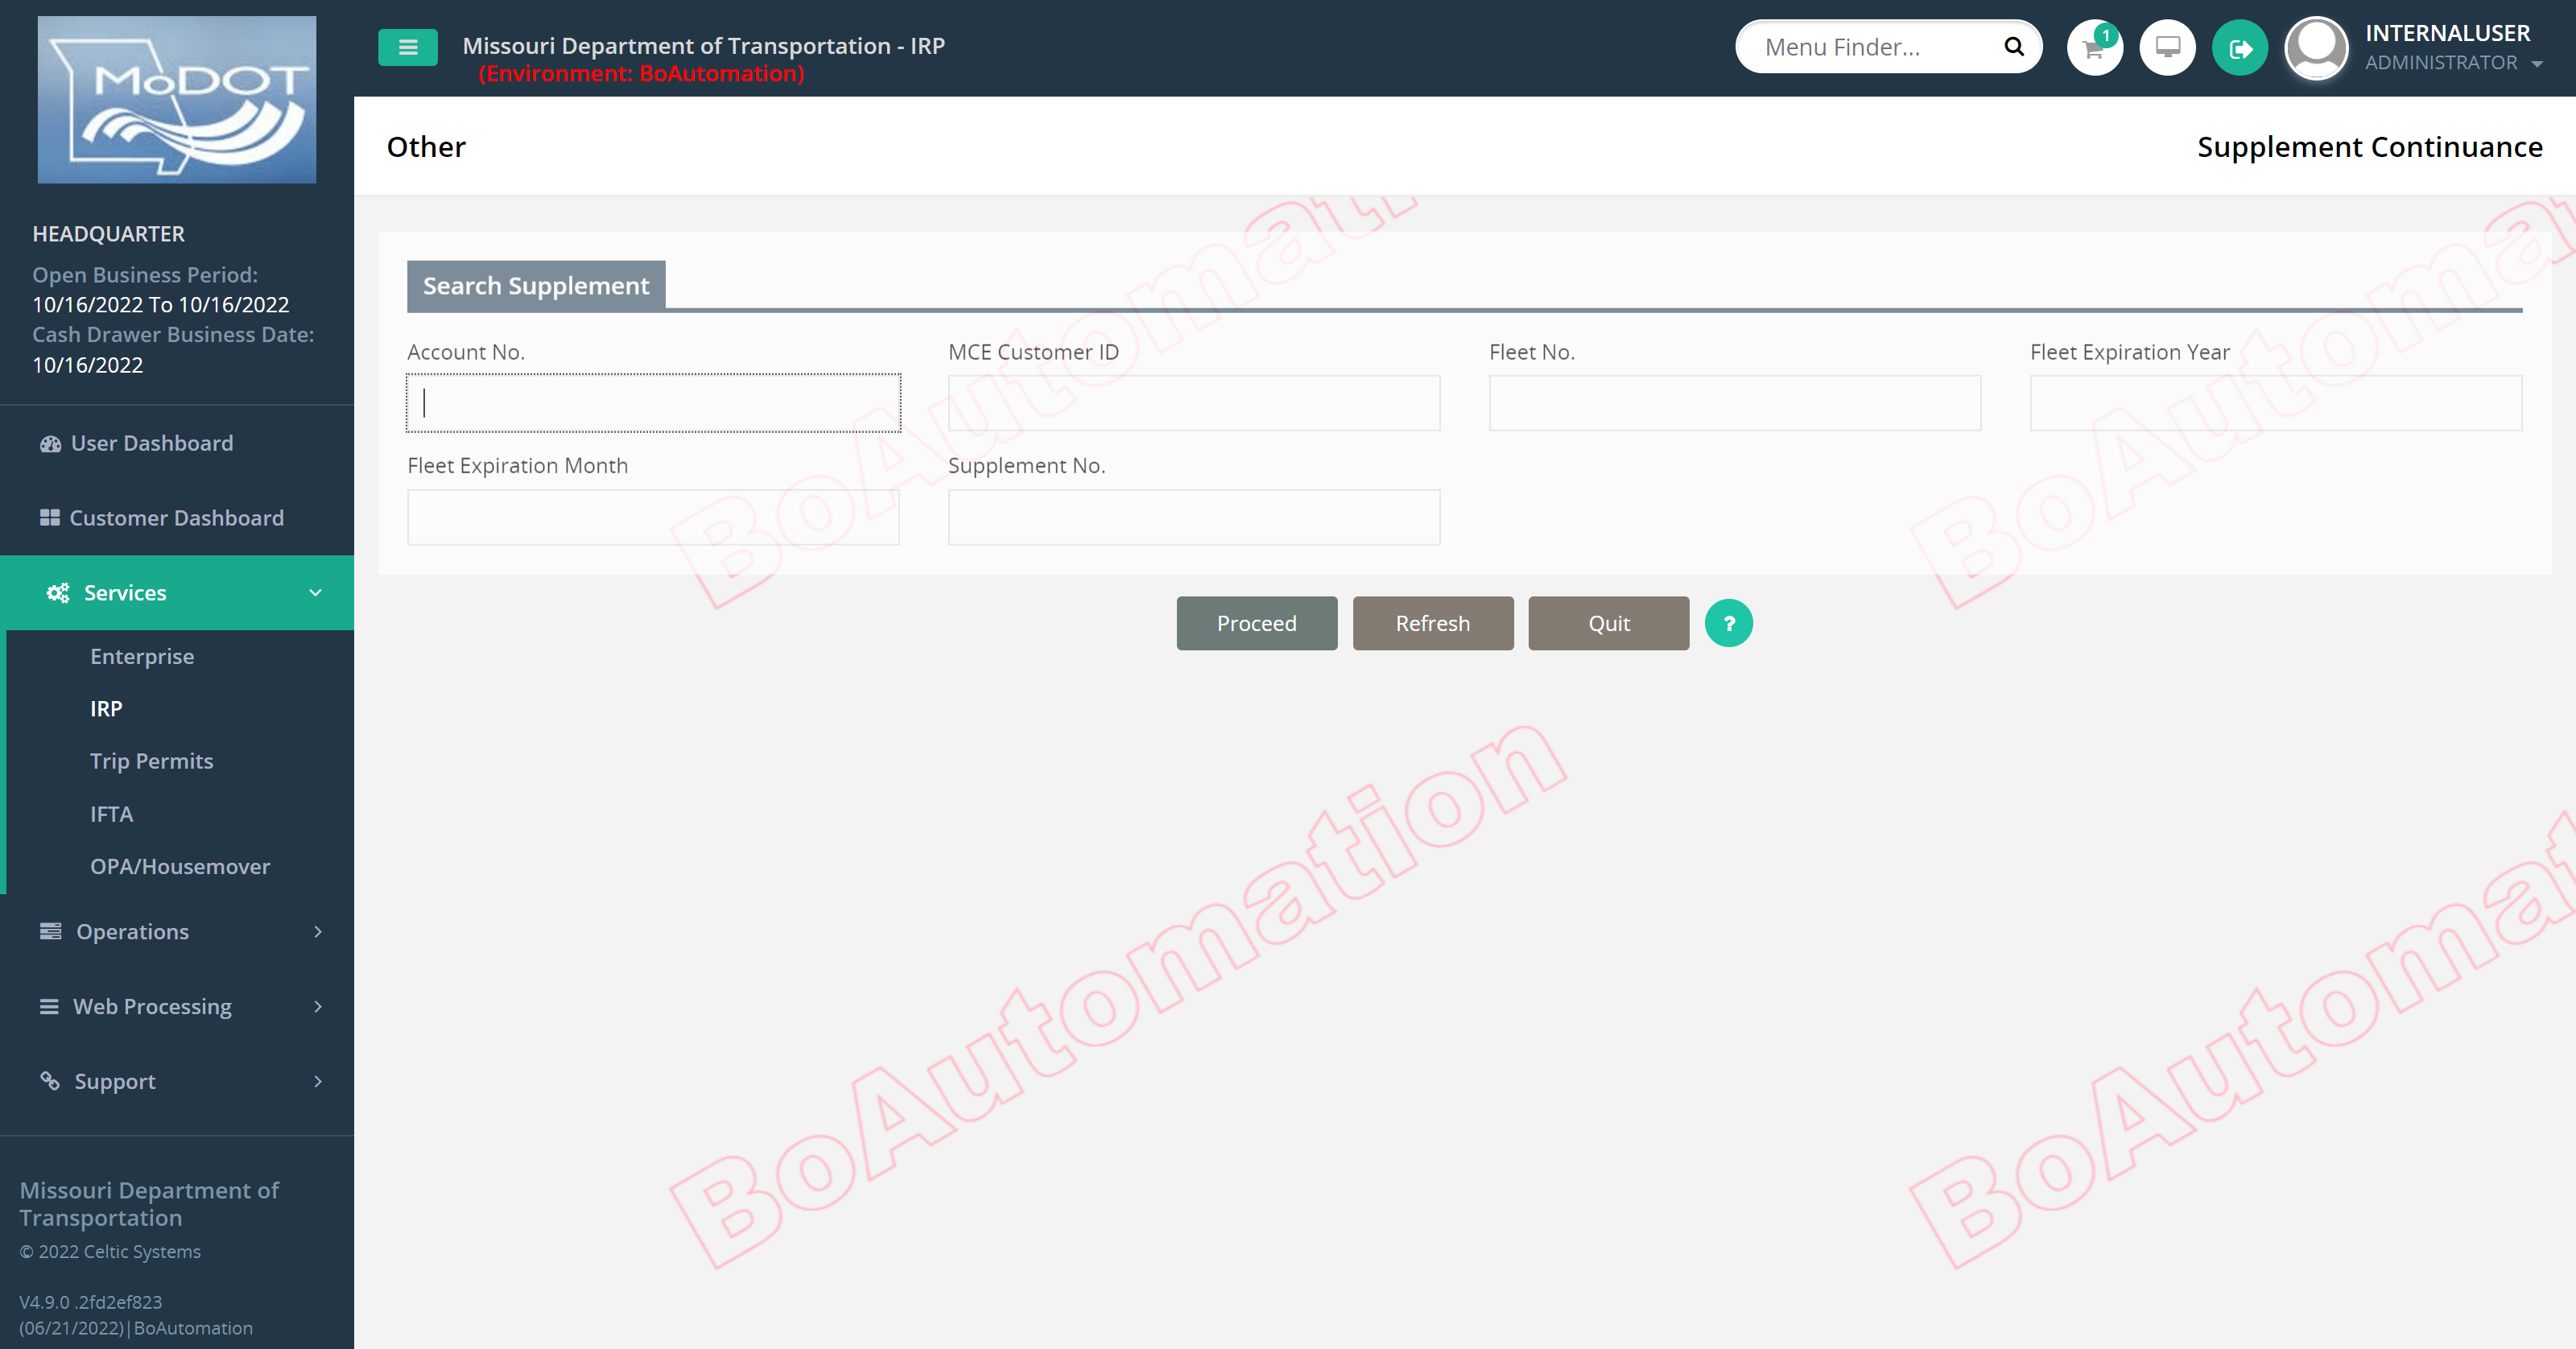 MoDOT
Missouri Department of Transportation - IRP
(Environment: BoAutomation)
Menu Finder...
1
INTERNALUSER
ADMINISTRATOR
Other
Supplement Continuance
HEADQUARTER
Open Business Period:
10/16/2022 To 10/16/2022
Cash Drawer Business Date:
10/16/2022
User Dashboard
Customer Dashboard
Services
Enterprise
IRP
Trip Permits
IFTA
OPA/Housemover
Operations
Web Processing
Support
Missouri Department of
Transportation
© 2022 Celtic Systems
V4.9.0 .2fd2ef823
(06/21/2022)|BoAutomation
Search Supplement
Account No.
MCE Customer ID
Fleet No.
Fleet Expiration Year
Fleet Expiration Month
Supplement No.
Proceed
Refresh
Quit
?
BoAutomati
BoAutoma
BoAutomation
BoAutomat